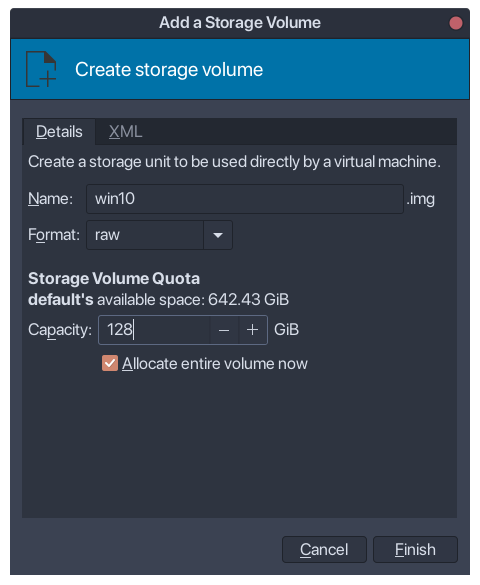 Add a Storage Volume
Create storage volume
Details XML
Create a storage unit to be used directly by a virtual machine.
Name: win10 .img
Format: raw
Storage Volume Quota
default's available space: 642.43 GiB
Capacity: 128 – + GiB
Allocate entire volume now
Cancel Finish